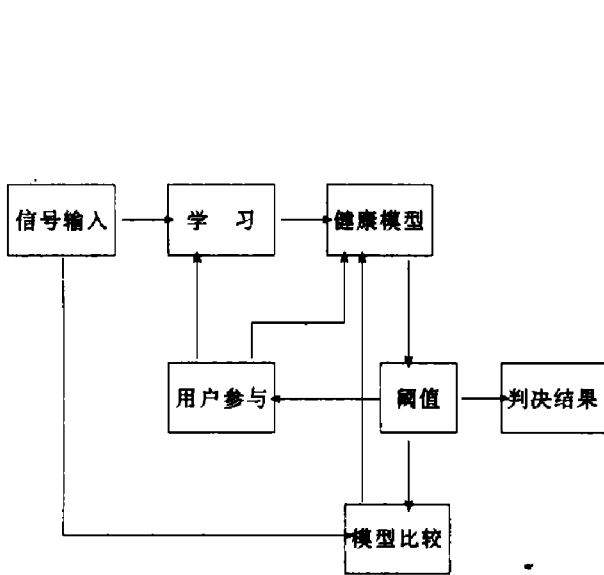 信号输入
学 习
健康模型
用户参与
阈值
判决结果
模型比较